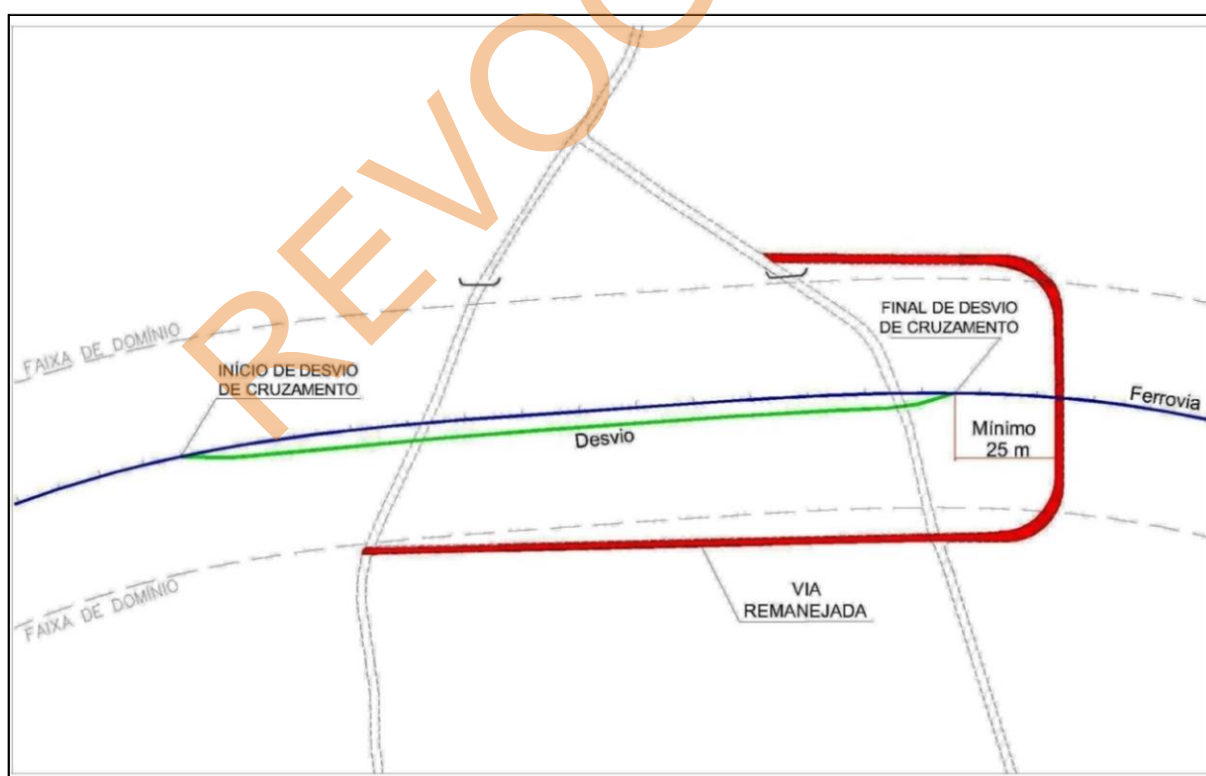 REVOG
FAIXA DE DOMÍNIO
INÍCIO DE DESVIO
DE CRUZAMENTO
FINAL DE DESVIO
DE CRUZAMENTO
Ferrovia
Desvio
Mínimo
25 m
FAIXA DE DOMÍNIO
VIA
REMANEJADA